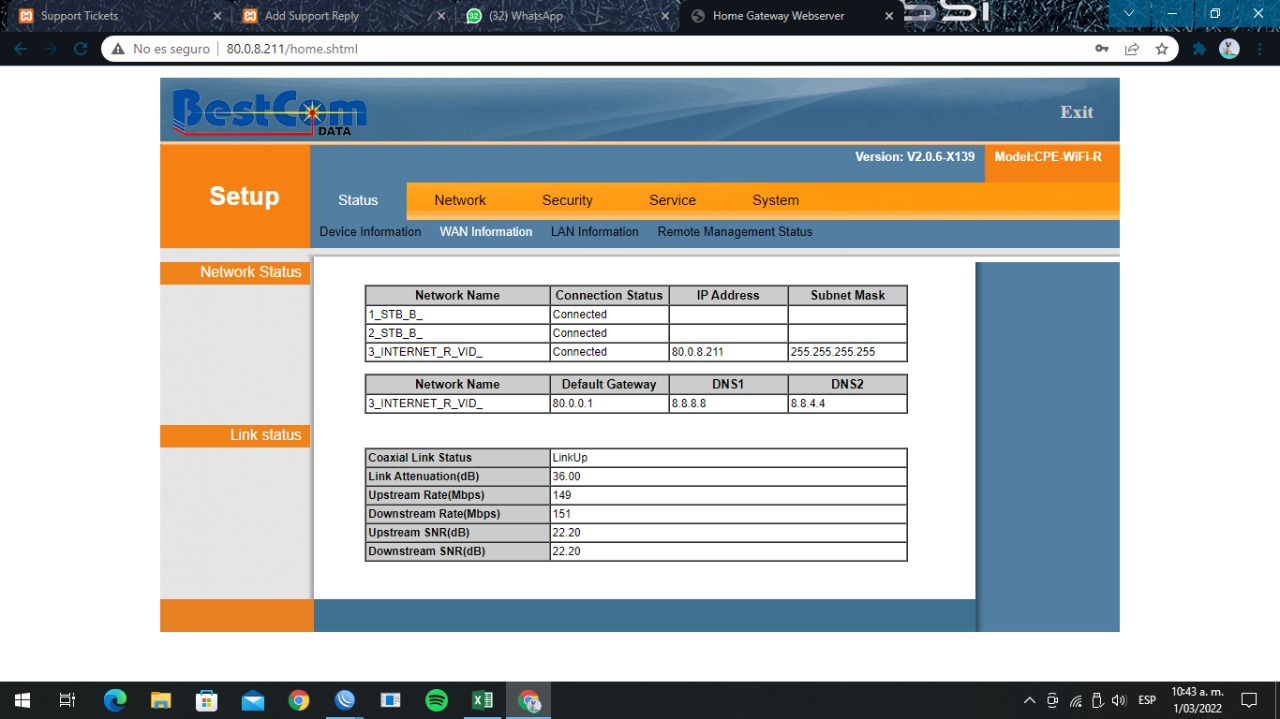 Support Tickets
Add Support Reply
(32) WhatsApp
Home Gateway Webserver
No es seguro 80.0.8.211/home.shtml
BestCom
DATA
Exit
Version: V2.0.6-X139 Model:CPE-WiFi-R
Setup
Status Network Security Service System
Device Information WAN Information LAN Information Remote Management Status
Network Status
Network Name Connection Status IP Address Subnet Mask
1_STB_B_ Connected
2_STB_B_ Connected
3_INTERNET_R_VID_ Connected 80.0.8.211 255.255.255.255
Network Name Default Gateway DNS1 DNS2
3_INTERNET_R_VID_ 80.0.0.1 8.8.8.8 8.8.4.4
Link status
Coaxial Link Status LinkUp
Link Attenuation(dB) 36.00
Upstream Rate(Mbps) 149
Downstream Rate(Mbps) 151
Upstream SNR(dB) 22.20
Downstream SNR(dB) 22.20
ESP
10:43 a. m.
1/03/2022